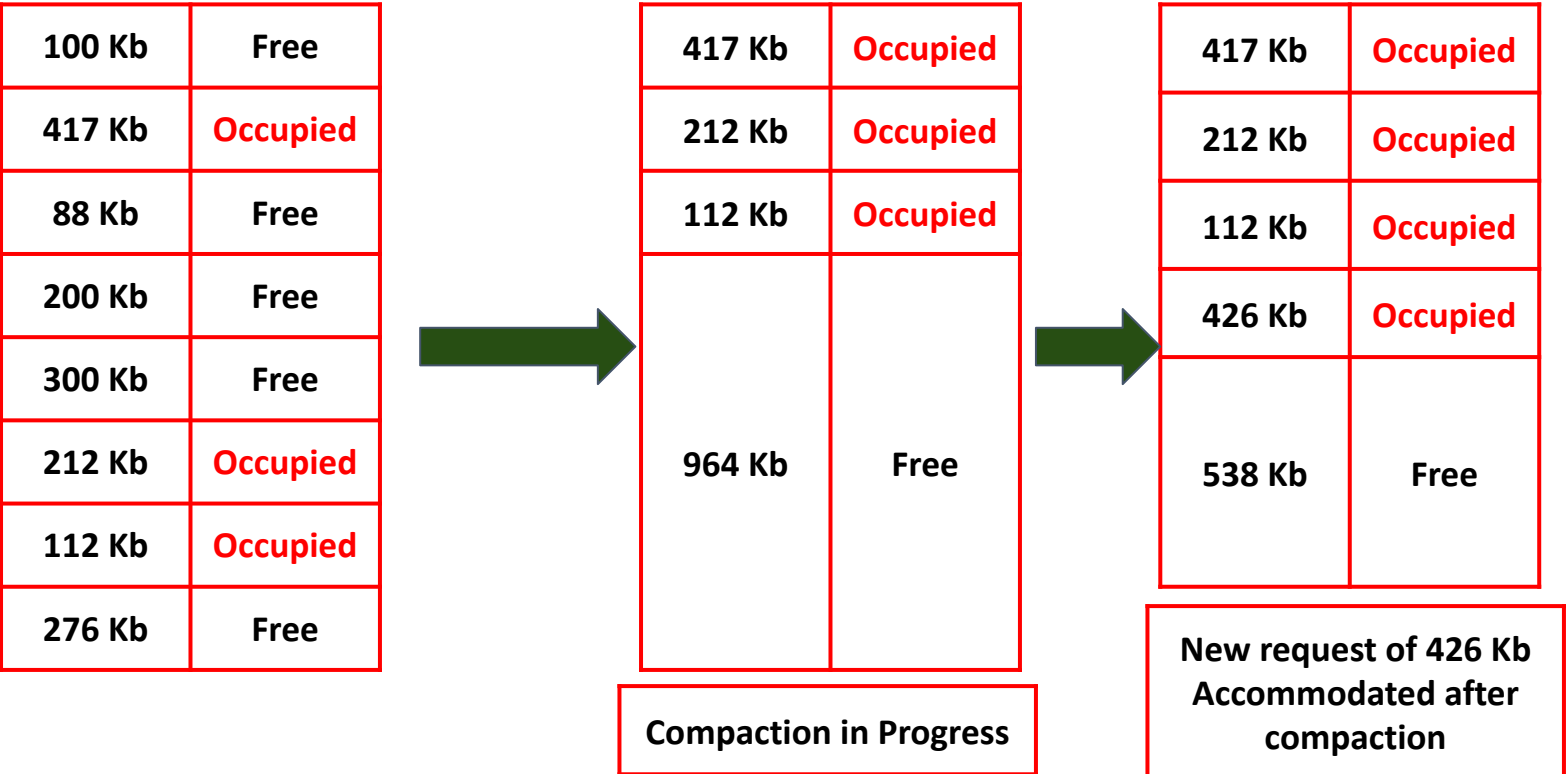 100 Kb Free
417 Kb Occupied
88 Kb Free
200 Kb Free
300 Kb Free
212 Kb Occupied
112 Kb Occupied
276 Kb Free
417 Kb Occupied
212 Kb Occupied
112 Kb Occupied
964 Kb Free
Compaction in Progress
417 Kb Occupied
212 Kb Occupied
112 Kb Occupied
426 Kb Occupied
538 Kb Free
New request of 426 Kb
Accommodated after
compaction